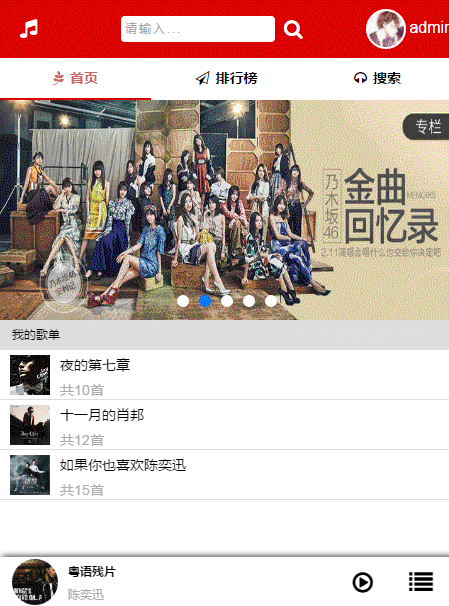 请输入...
admin
首页
排行榜
搜索
专栏
乃木坂46
金曲
MEMOIRS
回忆录
2.11演唱会唱什么也交给你决定吧
我的歌单
夜的第七章
共10首
十一月的肖邦
共12首
如果你也喜欢陈奕迅
共15首
粤语残片
陈奕迅